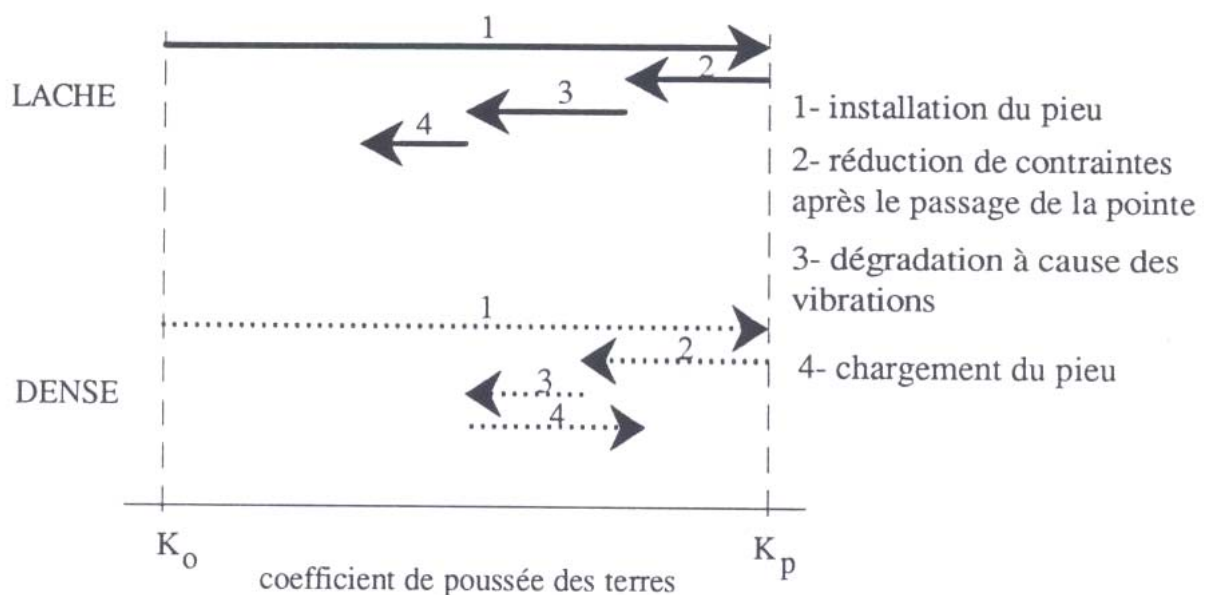 1
LACHE
2
3
4
1- installation du pieu
2- réduction de contraintes
après le passage de la pointe
3- dégradation à cause des
vibrations
4- chargement du pieu
1
2
DENSE
3
4
Ko
Kp
coefficient de poussée des terres